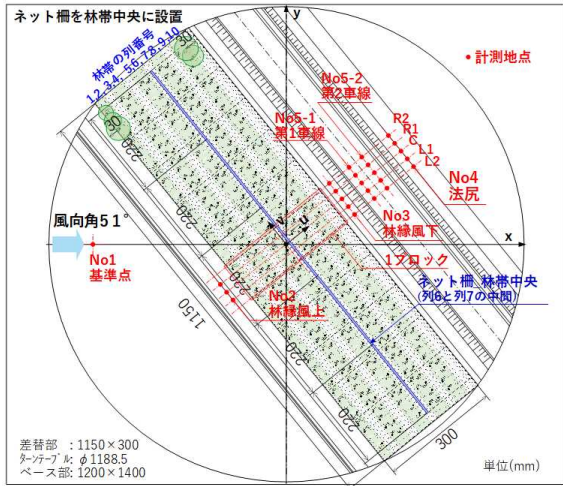 ネット柵を林帯中央に設置
y
林帯の列番号
1,2,3,4, 5,6,7,8,9,10
計測地点
No5-2
第2車線
No5-1
第1車線
R2
R1
C
L1
L2
No4
法尻
220
220
風向角51°
No1
基準点
v
u
x
No3
林縁風下
1ブロック
ネット柵 林帯中央
(列6と列7の中間)
220
No2
林縁風上
1150
220
220
300
差替部 :1150×300
ターンテーブル:φ1188.5
ベース部:1200×1400
単位(mm)